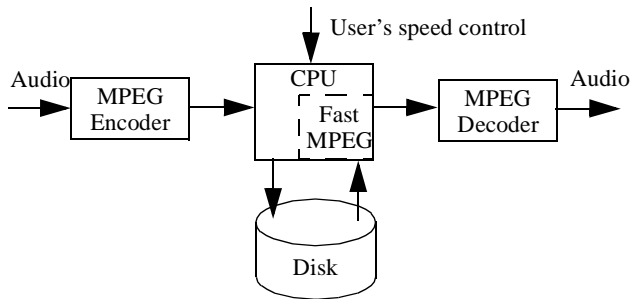 User's speed control
Audio
MPEG
Encoder
CPU
Fast
MPEG
MPEG
Decoder
Audio
Disk